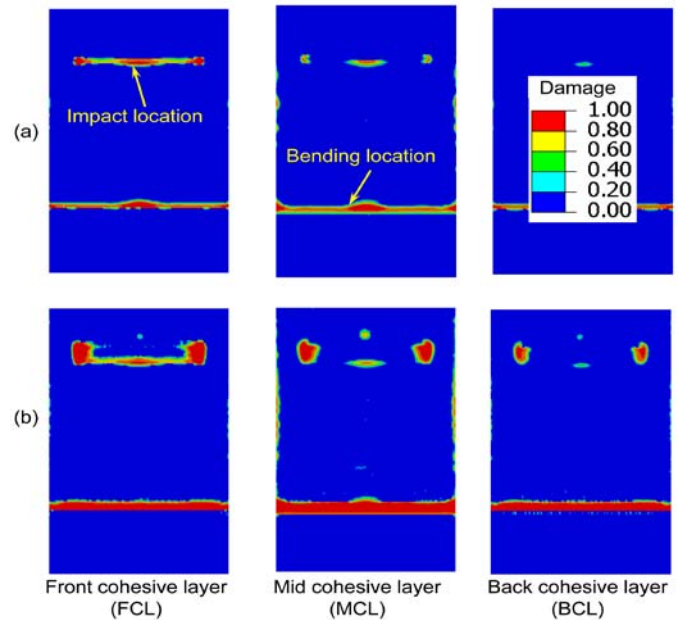 (a)
Impact location
Bending location
Damage
1.00
0.80
0.60
0.40
0.20
0.00
(b)
Front cohesive layer
(FCL)
Mid cohesive layer
(MCL)
Back cohesive layer
(BCL)